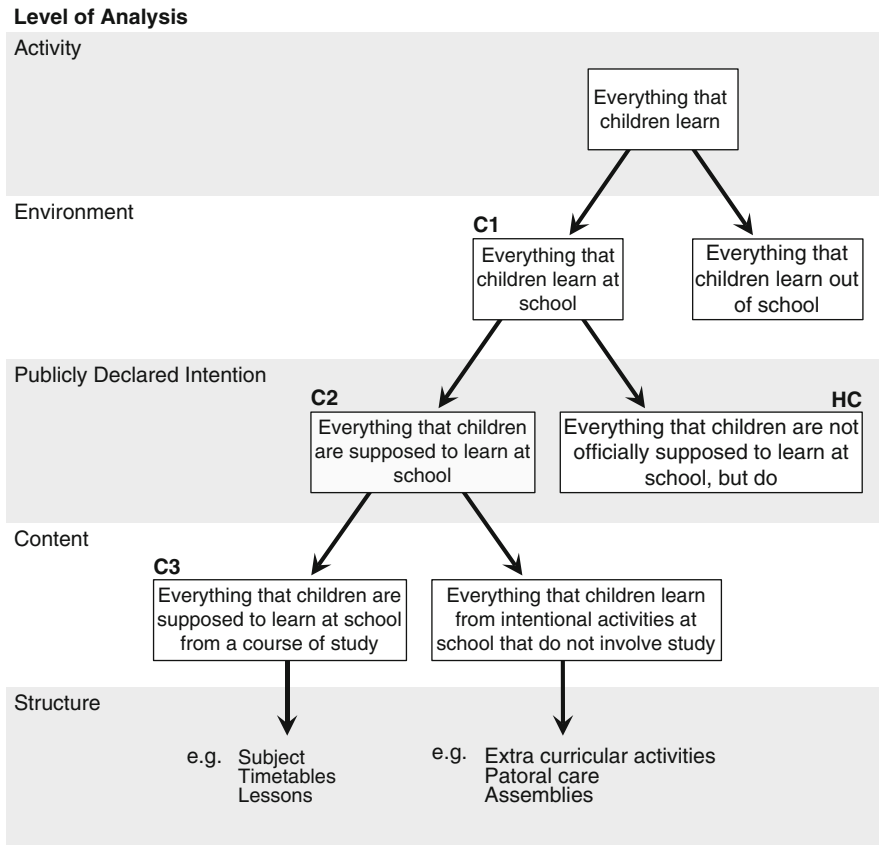 Level of Analysis
Activity
Everything that
children learn
Environment
C1
Everything that
children learn at
school
Everything that
children learn out
of school
Publicly Declared Intention
C2
Everything that children
are supposed to learn at
school
HC
Everything that children are not
officially supposed to learn at
school, but do
Content
C3
Everything that children are
supposed to learn at school
from a course of study
Everything that children learn
from intentional activities at
school that do not involve study
Structure
e.g. Subject
Timetables
Lessons
e.g. Extra curricular activities
Patoral care
Assemblies